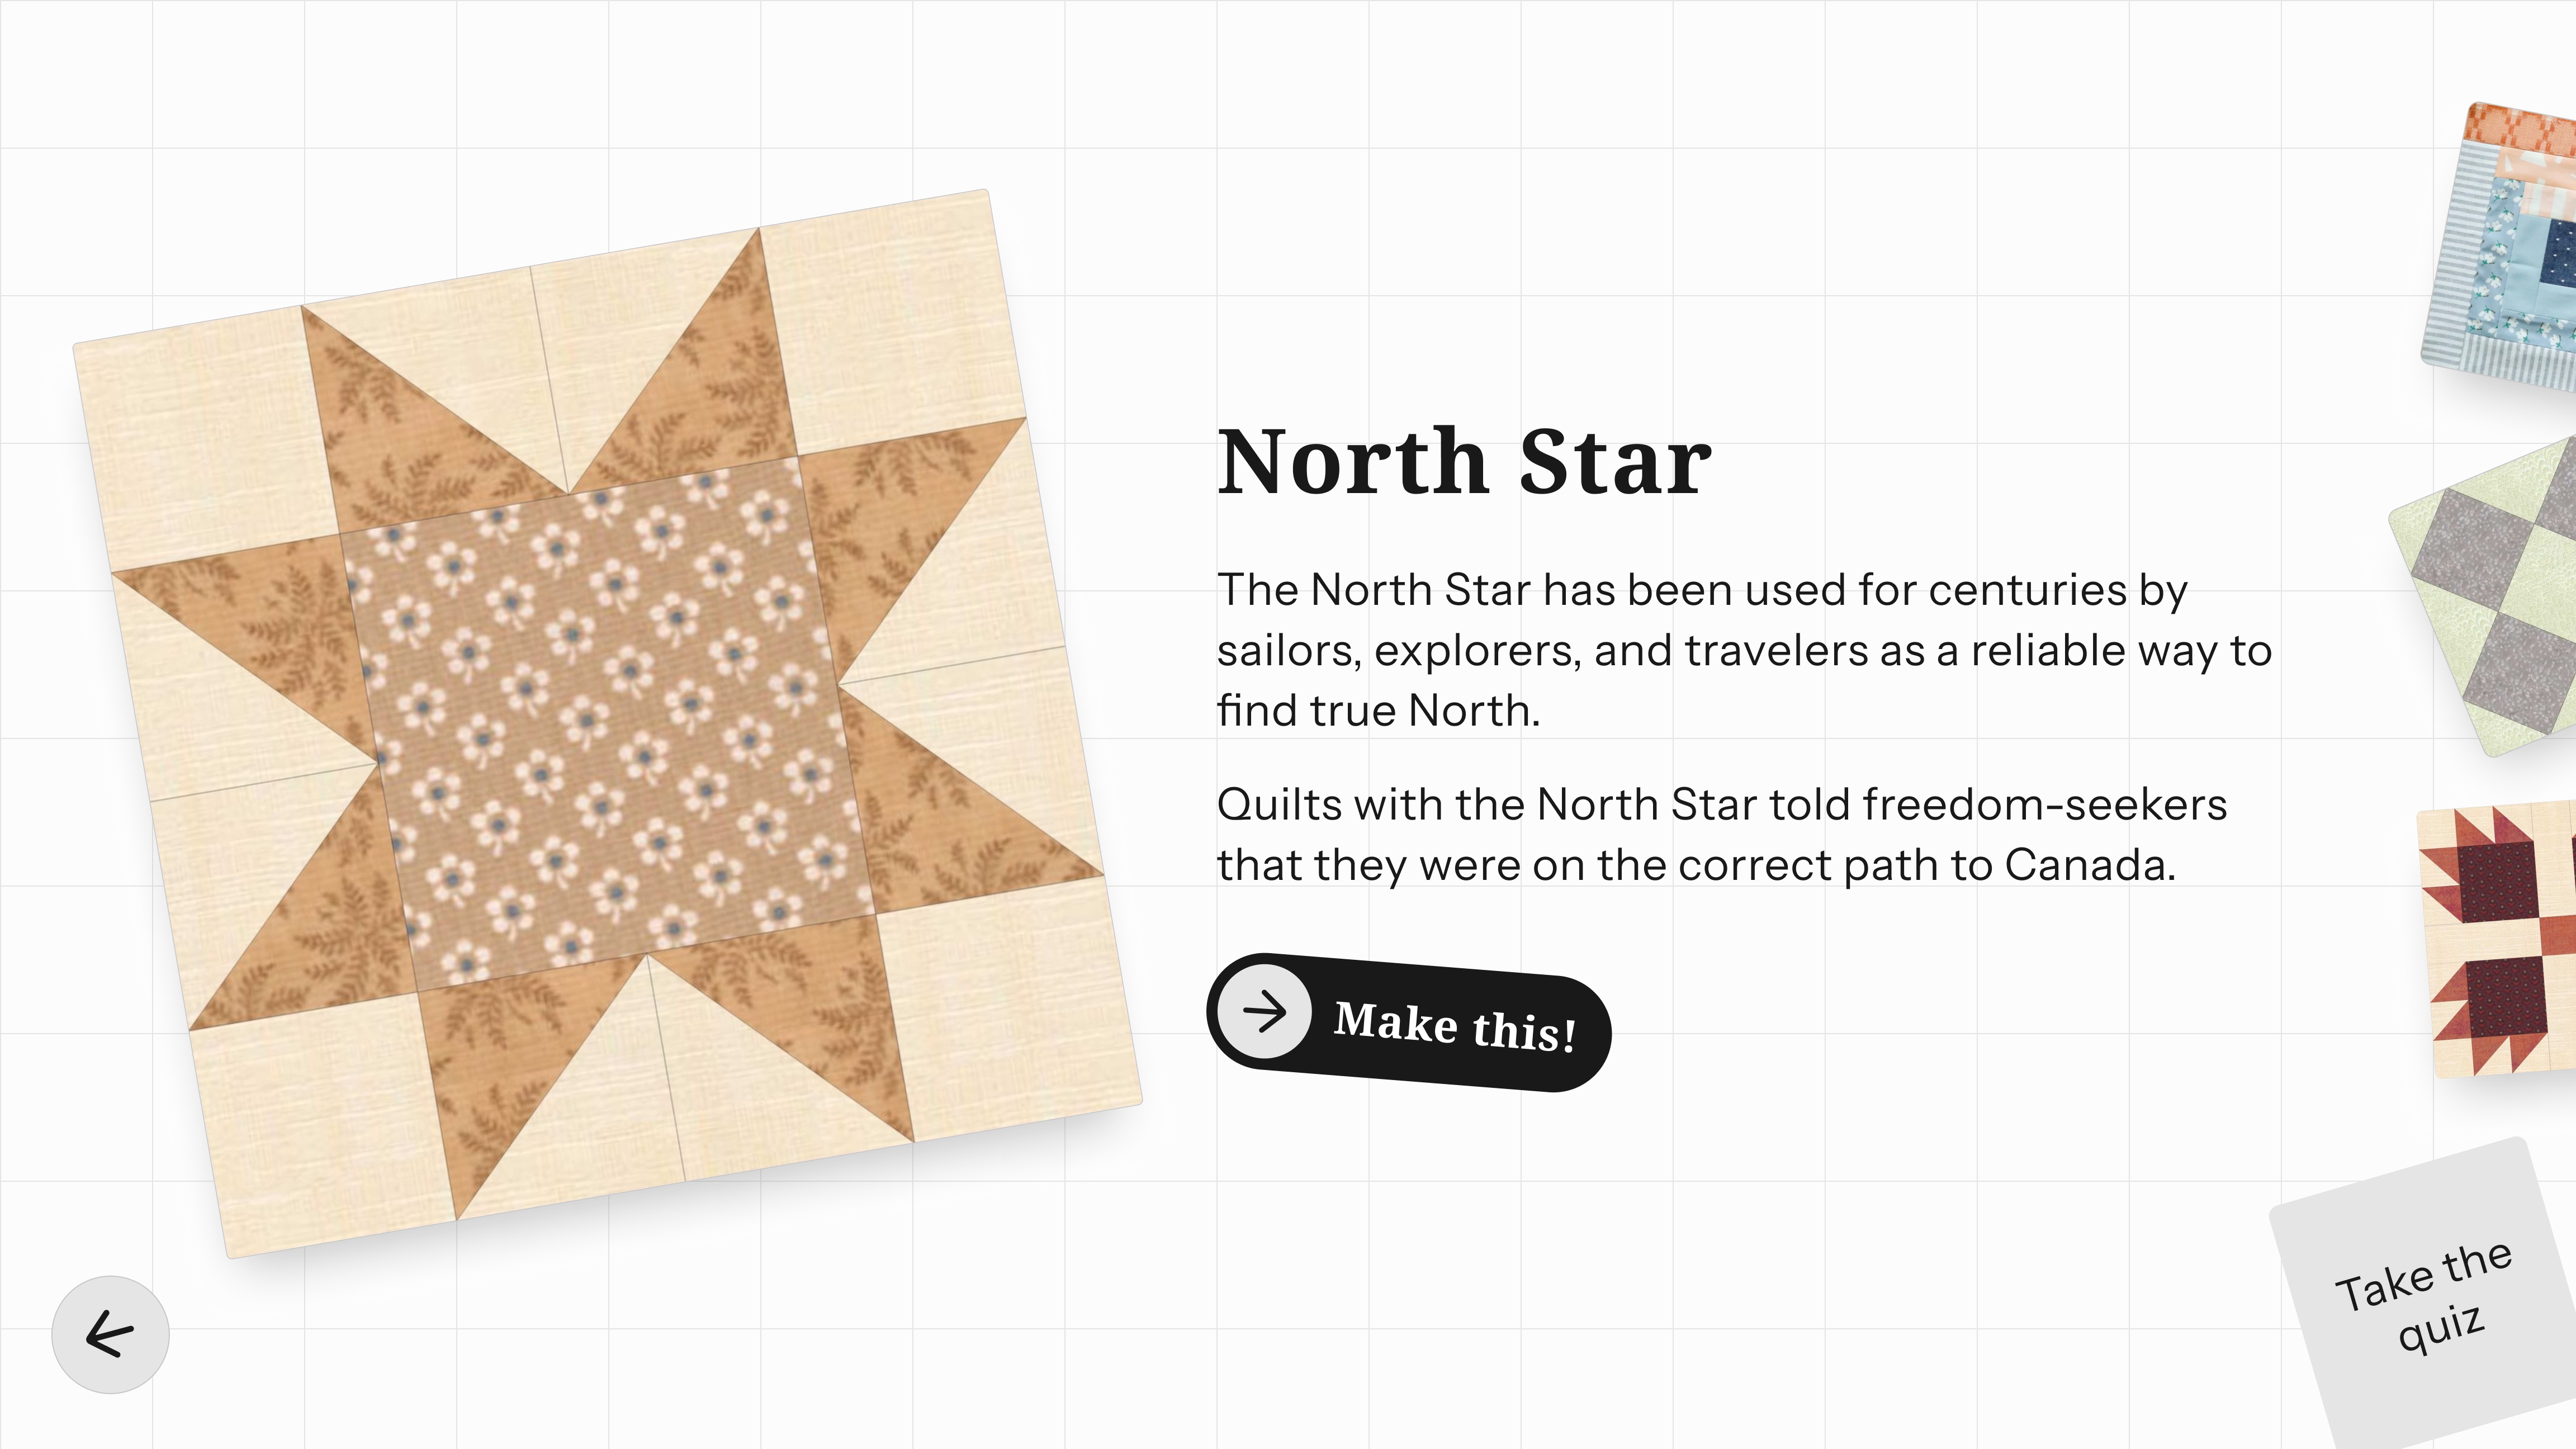 North Star
The North Star has been used for centuries by
sailors, explorers, and travelers as a reliable way to
find true North.
Quilts with the North Star told freedom-seekers
that they were on the correct path to Canada.
Make this!
Take the
quiz